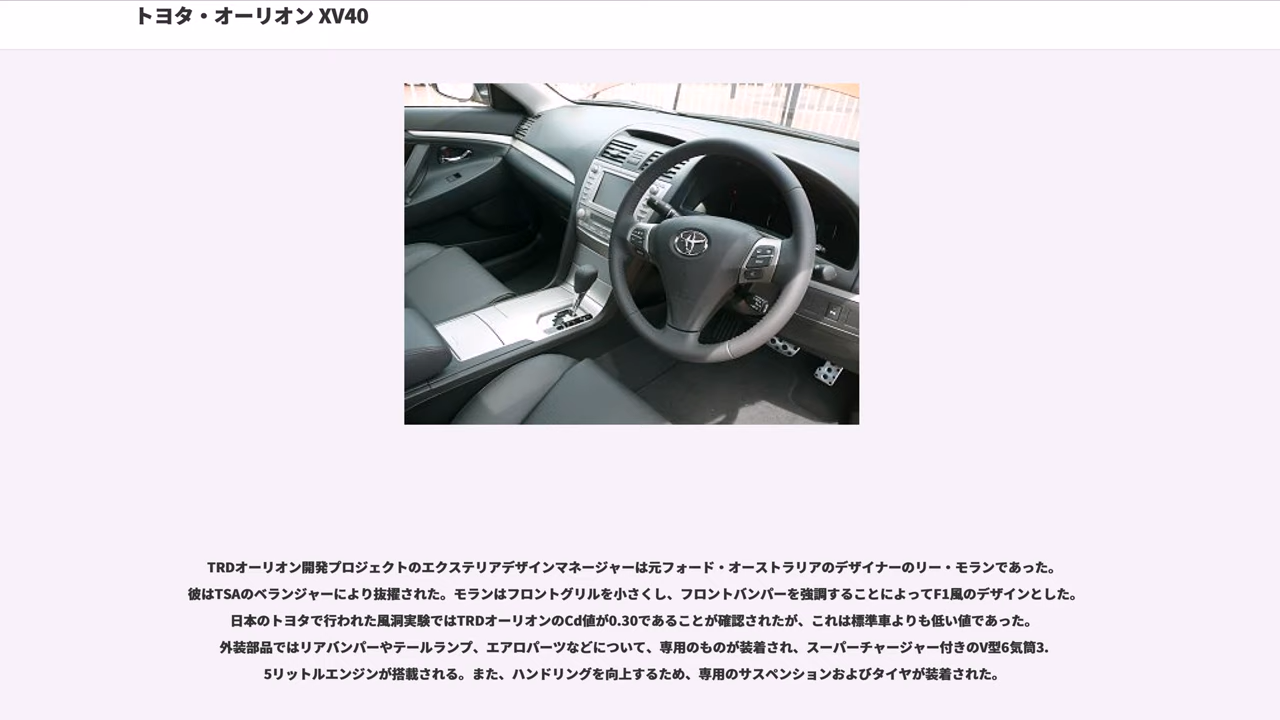 トヨタ・オーリオン XV40
TRDオーリオン開発プロジェクトのエクステリアデザインマネージャーは元フォード・オーストラリアのデザイナーのリー・モランであった。
彼はTSAのベランジャーにより抜擢された。モランはフロントグリルを小さくし、フロントバンパーを強調することによってF1風のデザインとした。
日本のトヨタで行われた風洞実験ではTRDオーリオンのCd値が0.30であることが確認されたが、これは標準車よりも低い値であった。
外装部品ではリアバンパーやテールランプ、エアロパーツなどについて、専用のものが装着され、スーパーチャージャー付きのV型6気筒3.
5リットルエンジンが搭載される。また、ハンドリングを向上するため、専用のサスペンションおよびタイヤが装着された。